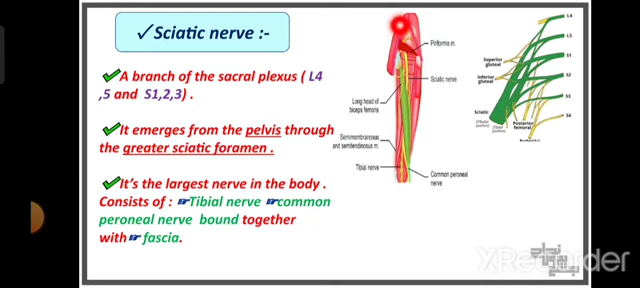 ✓Sciatic nerve :-
✓A branch of the sacral plexus ( L4
,5 and S1,2,3) .
✓It emerges from the pelvis through
the greater sciatic foramen .
✓It's the largest nerve in the body .
Consists of : ☞Tibial nerve ☞common
peroneal nerve bound together
with☞ fascia.
Piriformis m.
Sciatic nerve
Long head of
biceps femoris
Semimembranosus
and semitendinosus m.
Tibial nerve
Common peroneal
nerve
L4
L5
S1
S2
S3
S4
Superior
gluteal
Inferior
gluteal
Sciatic
Posterior
femoral
XRecorder